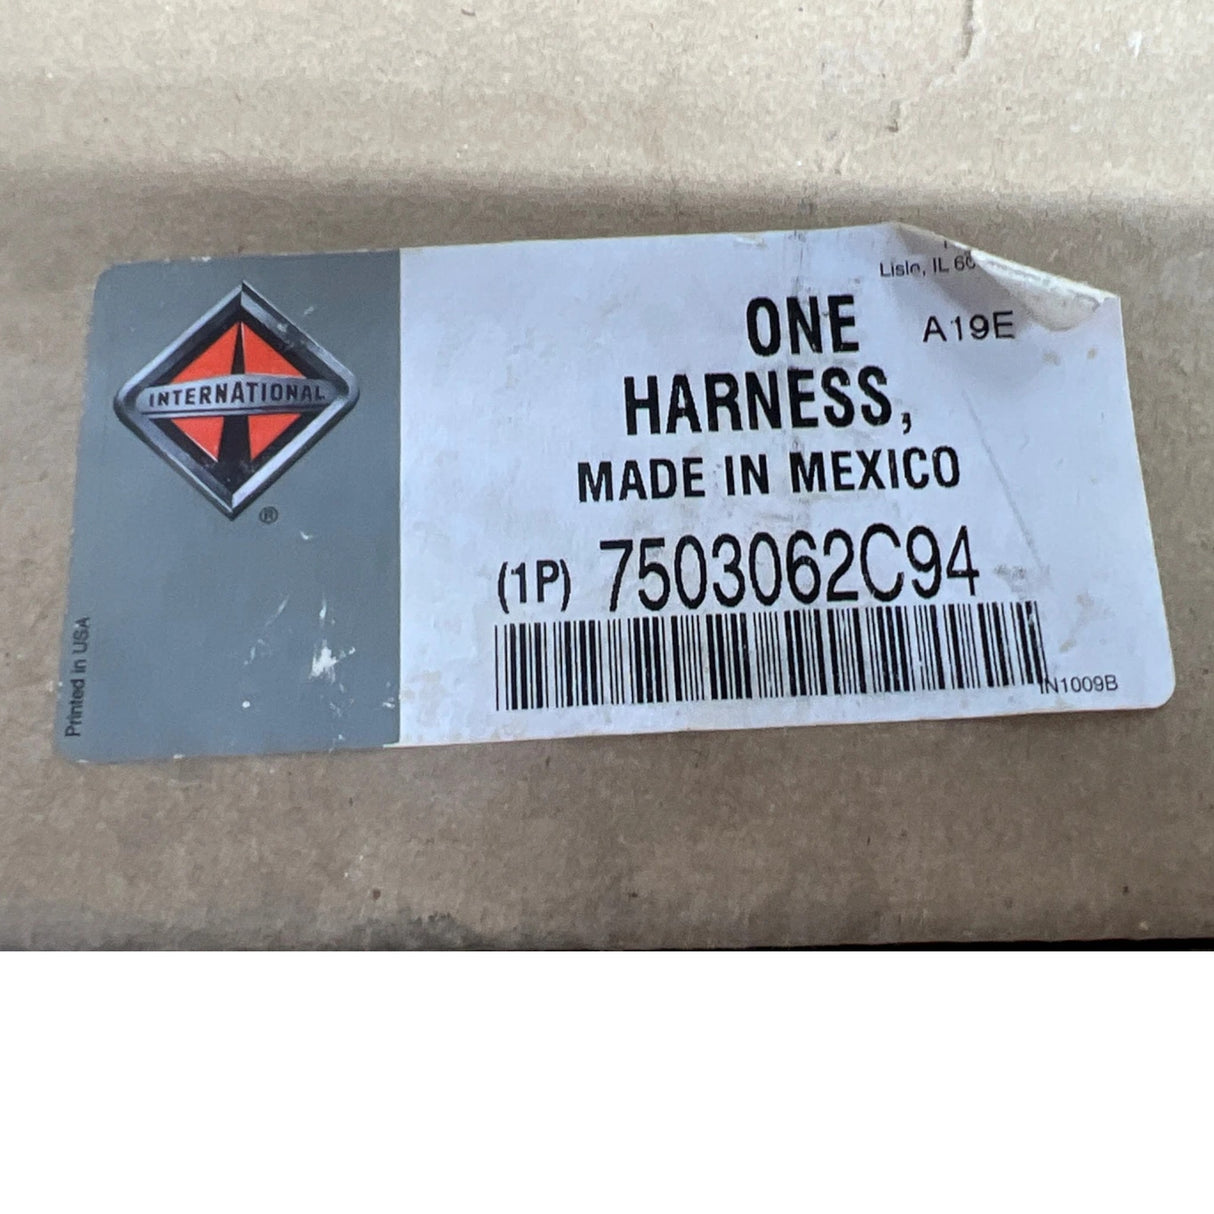 INTERNATIONAL
®
Printed in USA
Lisle, IL
ONE
A19E
HARNESS,
MADE IN MEXICO
(1P) 7503062C94
IN1009B